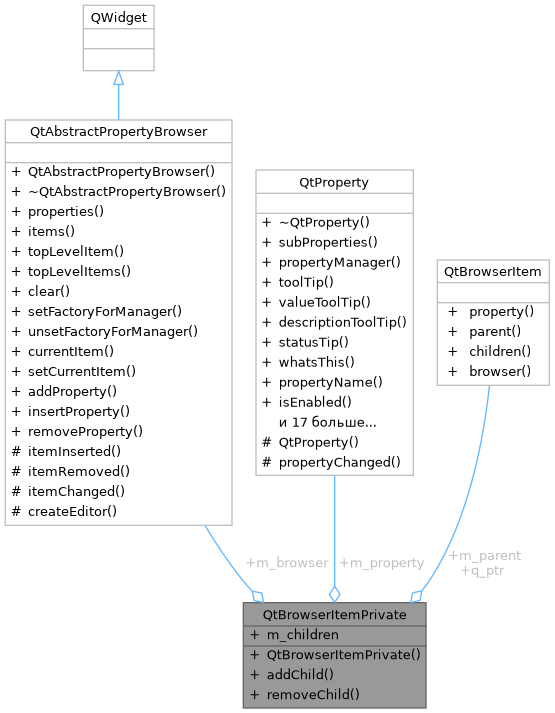 QWidget
QtAbstractPropertyBrowser
+ QtAbstractPropertyBrowser()
+ ~QtAbstractPropertyBrowser()
+ properties()
+ items()
+ topLevelItem()
+ topLevelItems()
+ clear()
+ setFactoryForManager()
+ unsetFactoryForManager()
+ currentItem()
+ setCurrentItem()
+ addProperty()
+ insertProperty()
+ removeProperty()
# itemInserted()
# itemRemoved()
# itemChanged()
# createEditor()
QtProperty
+ ~QtProperty()
+ subProperties()
+ propertyManager()
+ toolTip()
+ valueToolTip()
+ descriptionToolTip()
+ statusTip()
+ whatsThis()
+ propertyName()
+ isEnabled()
и 17 больше...
# QtProperty()
# propertyChanged()
QtBrowserItem
+ property()
+ parent()
+ children()
+ browser()
+m_browser
+m_property
+m_parent
+q_ptr
QtBrowserItemPrivate
+ m_children
+ QtBrowserItemPrivate()
+ addChild()
+ removeChild()